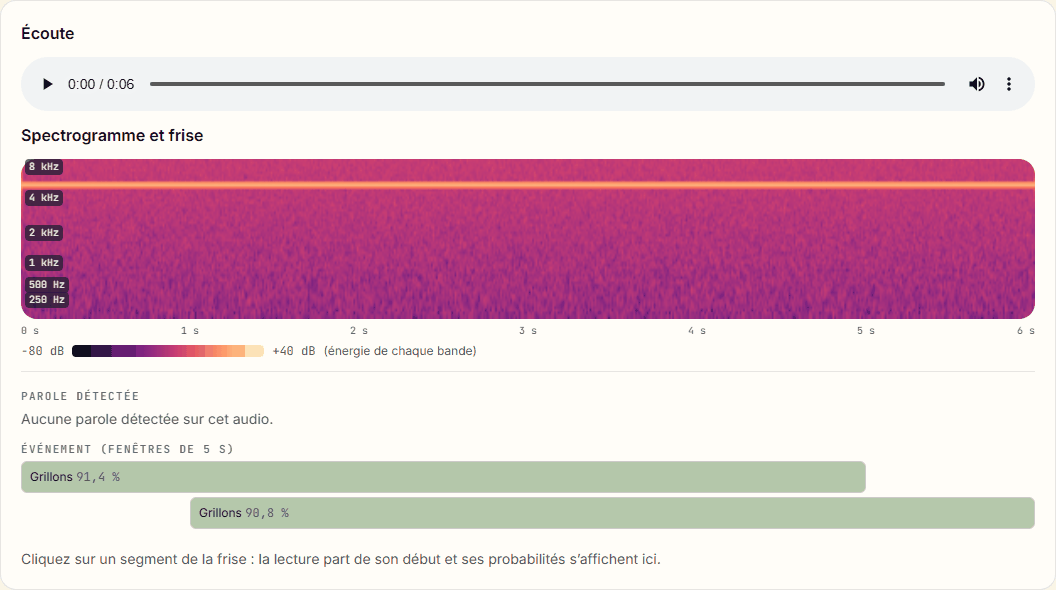 Écoute
0:00 / 0:06
Spectrogramme et frise
8 kHz
4 kHz
2 kHz
1 kHz
500 Hz
250 Hz
0 s 1 s 2 s 3 s 4 s 5 s 6 s
-80 dB +40 dB (énergie de chaque bande)
PAROLE DÉTECTÉE
Aucune parole détectée sur cet audio.
ÉVÉNEMENT (FENÊTRES DE 5 S)
Grillons 91,4 %
Grillons 90,8 %
Cliquez sur un segment de la frise : la lecture part de son début et ses probabilités s’affichent ici.